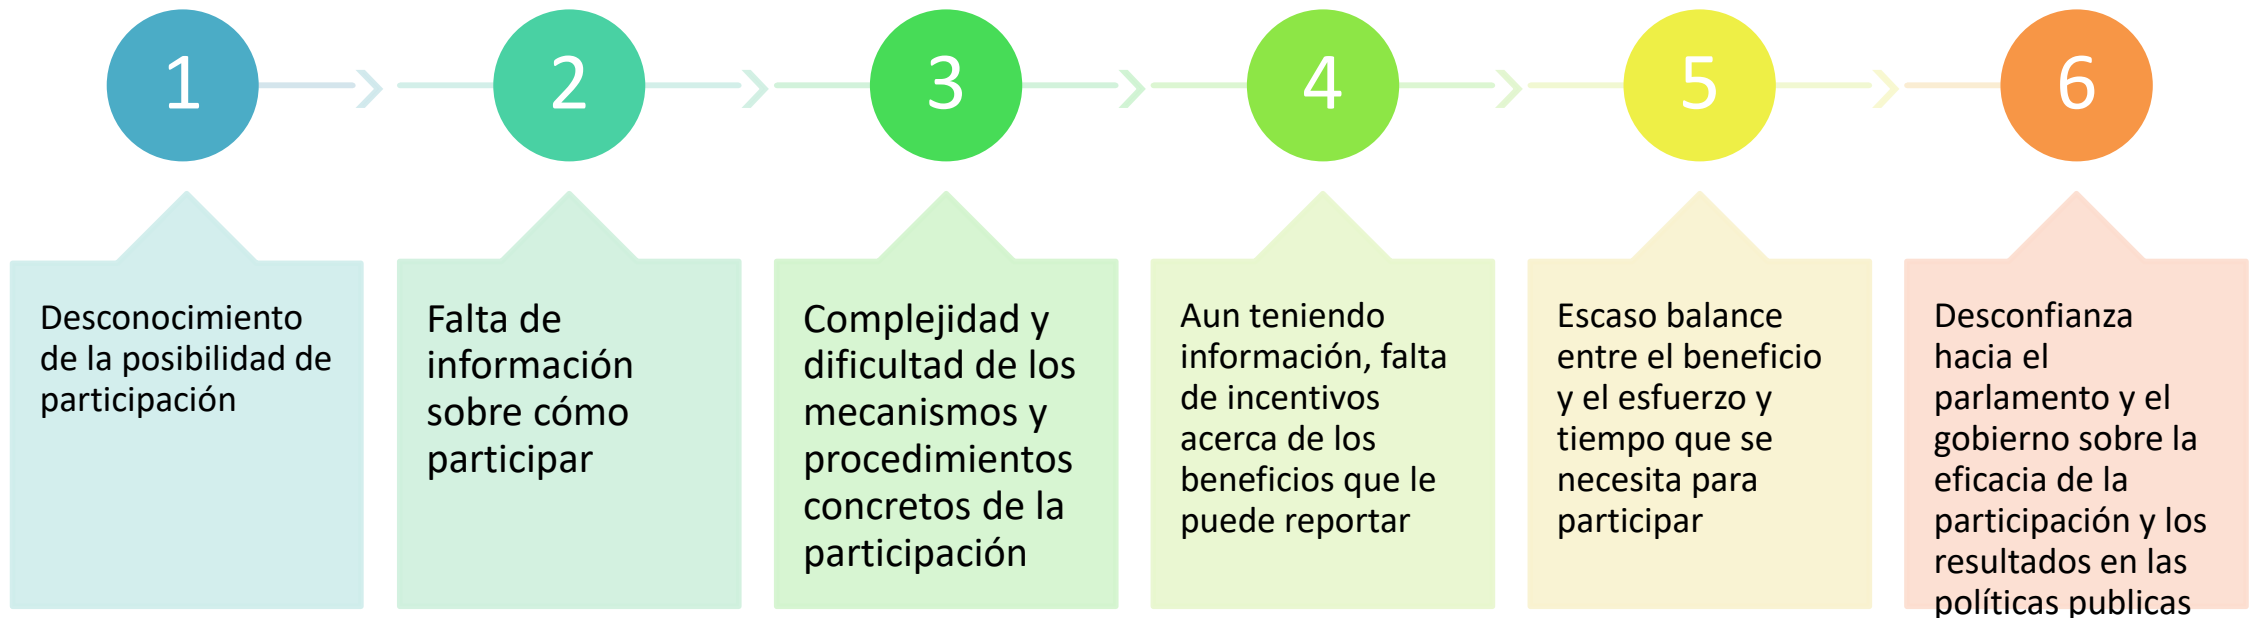 1
2
3
4
5
6
Desconocimiento
de la posibilidad de
participación
Falta de
información
sobre cómo
participar
Complejidad y
dificultad de los
mecanismos y
procedimientos
concretos de la
participación
Aun teniendo
información, falta
de incentivos
acerca de los
beneficios que le
puede reportar
Escaso balance
entre el beneficio
y el esfuerzo y
tiempo que se
necesita para
participar
Desconfianza
hacia el
parlamento y el
gobierno sobre la
eficacia de la
participación y los
resultados en las
políticas publicas